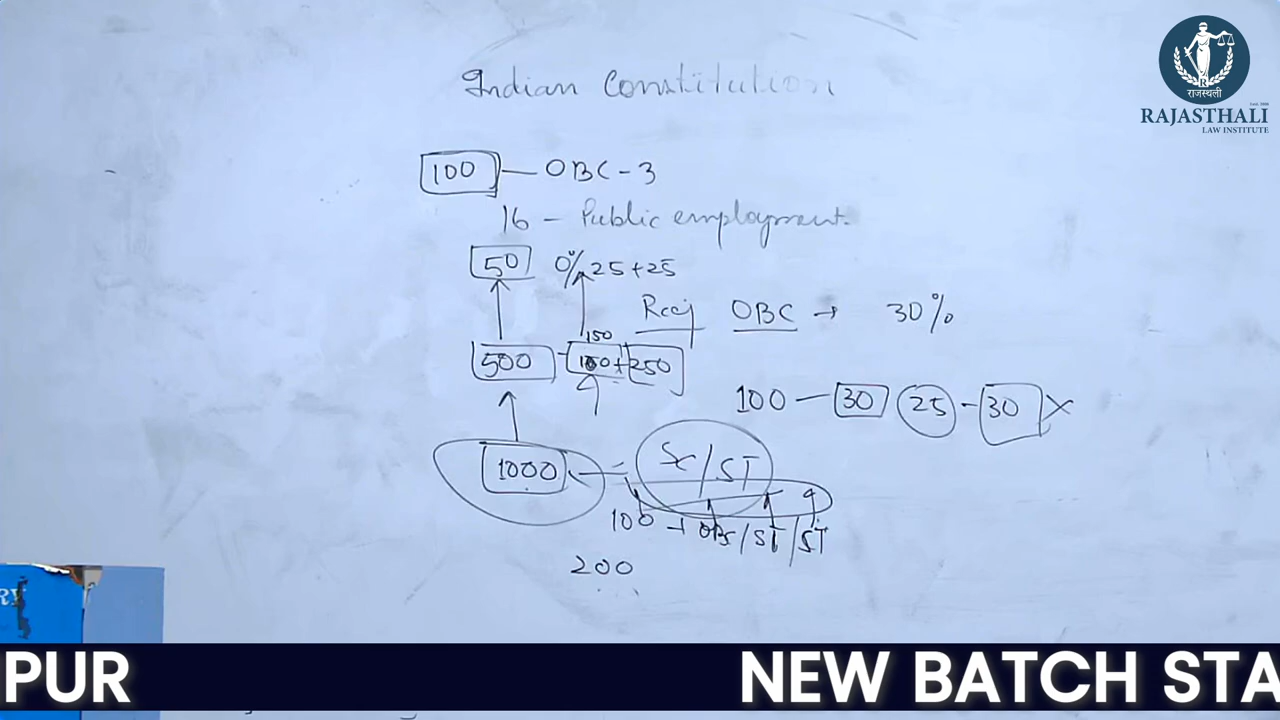 Indian Constitution
राजस्थली
RAJASTHALI
LAW INSTITUTE
100 — OBC - 3
16 - Public employment.
50 0% 25+25
Raj OBC → 30%
150
500 - 100+250
100 — 30 25 - 30 X
1000 SC/ST
100 + OBC/ST/ST
200
PUR NEW BATCH STA